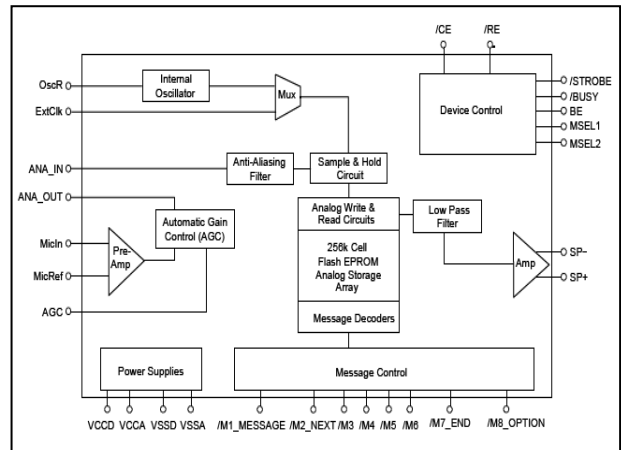 /CE
/RE
OscR
Internal
Oscillator
Mux
ExtClk
Device Control
/STROBE
/BUSY
BE
MSEL1
MSEL2
ANA_IN
Anti-Aliasing
Filter
Sample & Hold
Circuit
ANA_OUT
Automatic Gain
Control (AGC)
Analog Write &
Read Circuits
Low Pass
Filter
MicIn
Pre-
Amp
MicRef
256k Cell
Flash EPROM
Analog Storage
Array
Amp
SP-
SP+
AGC
Message Decoders
Power Supplies
Message Control
VCCD
VCCA
VSSD
VSSA
/M1_MESSAGE
/M2_NEXT
/M3
/M4
/M5
/M6
/M7_END
/M8_OPTION